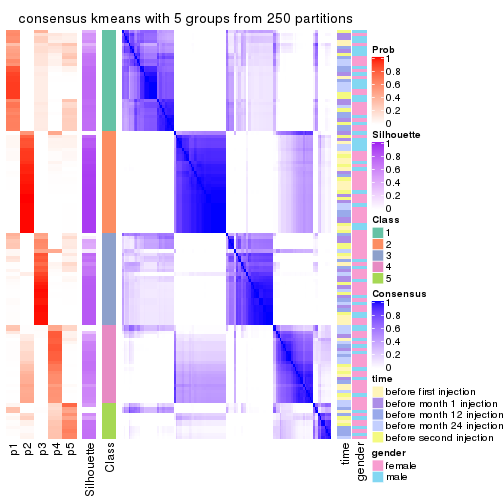 consensus kmeans with 5 groups from 250 partitions
Prob
1
0.8
0.6
0.4
0.2
0
Silhouette
1
0.8
0.6
0.4
0.2
0
Class
1
2
3
4
5
Consensus
1
0.8
0.6
0.4
0.2
0
time
before first injection
before month 1 injection
before month 12 injection
before month 24 injection
before second injection
gender
female
male
p1
p2
p3
p4
p5
Silhouette
Class
time
gender